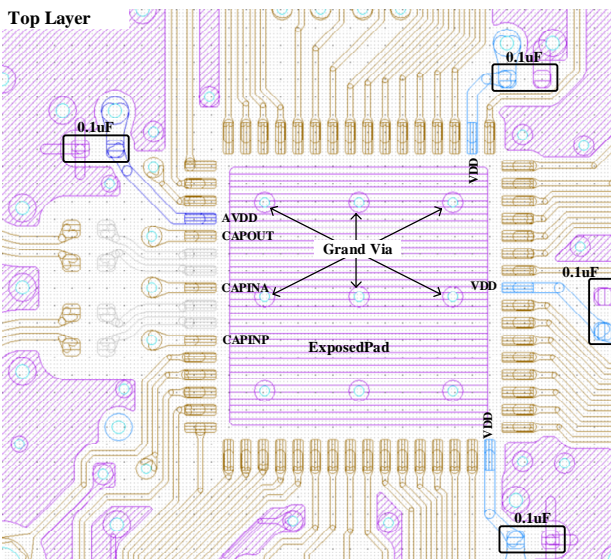 Top Layer
0.1uF
0.1uF
VDD
AVDD
CAPOUT
Grand Via
0.1uF
CAPINA
VDD
CAPINP
ExposedPad
VDD
0.1uF